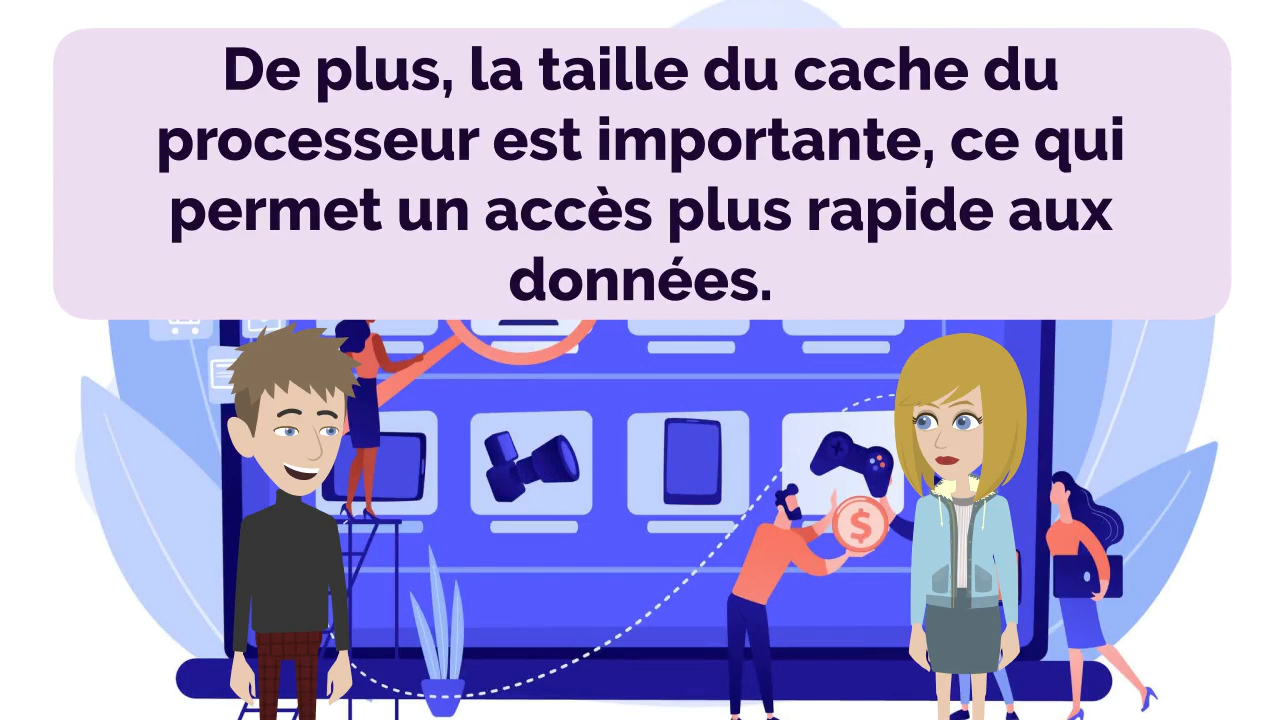 De plus, la taille du cache du
processeur est importante, ce qui
permet un accès plus rapide aux
données.
$